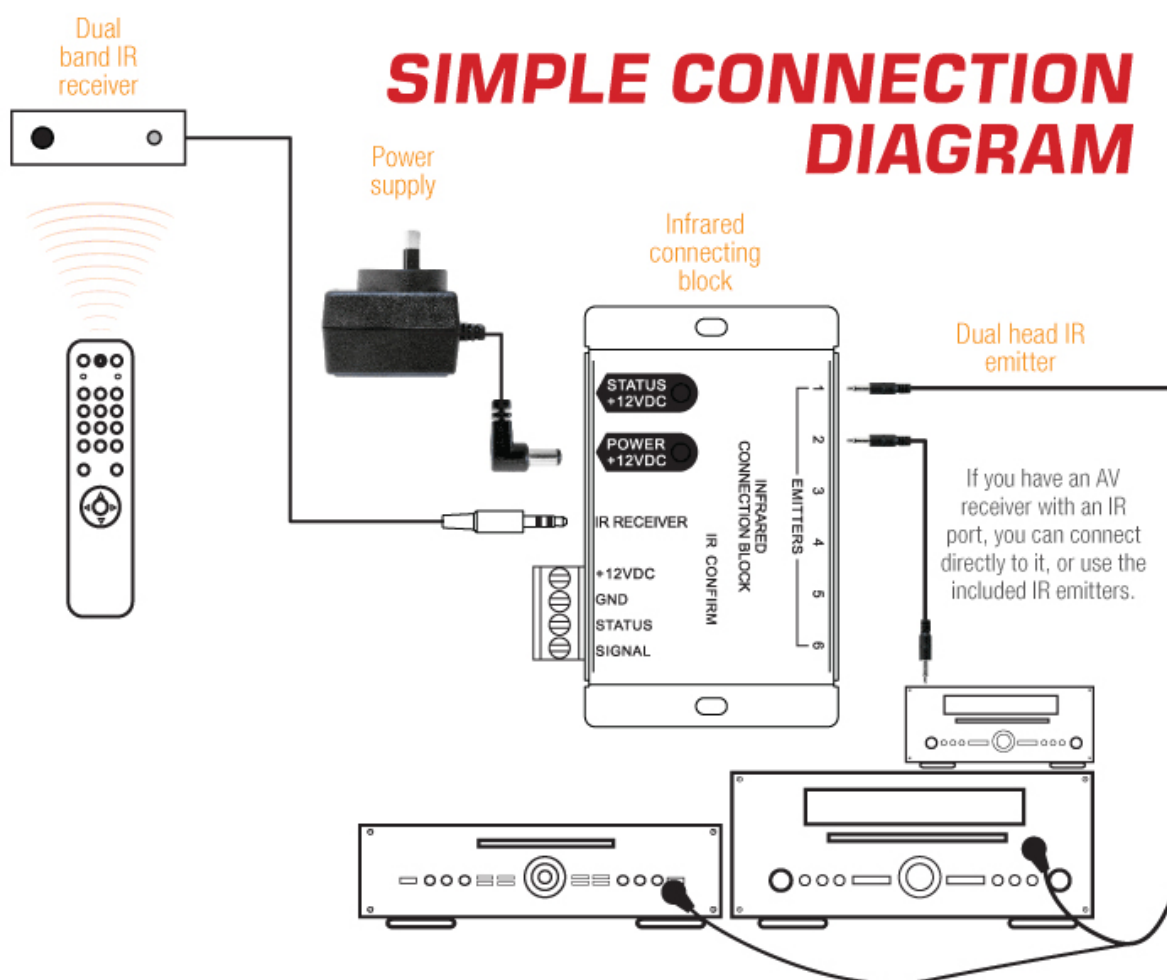 Dual
band IR
receiver
SIMPLE CONNECTION
DIAGRAM
Power
supply
Infrared
connecting
block
Dual head IR
emitter
STATUS
+12VDC
POWER
+12VDC
IR RECEIVER
+12VDC
GND
STATUS
SIGNAL
IR CONFIRM
INFRARED
CONNECTION BLOCK
EMITTERS
1
2
3
4
5
6
If you have an AV
receiver with an IR
port, you can connect
directly to it, or use the
included IR emitters.